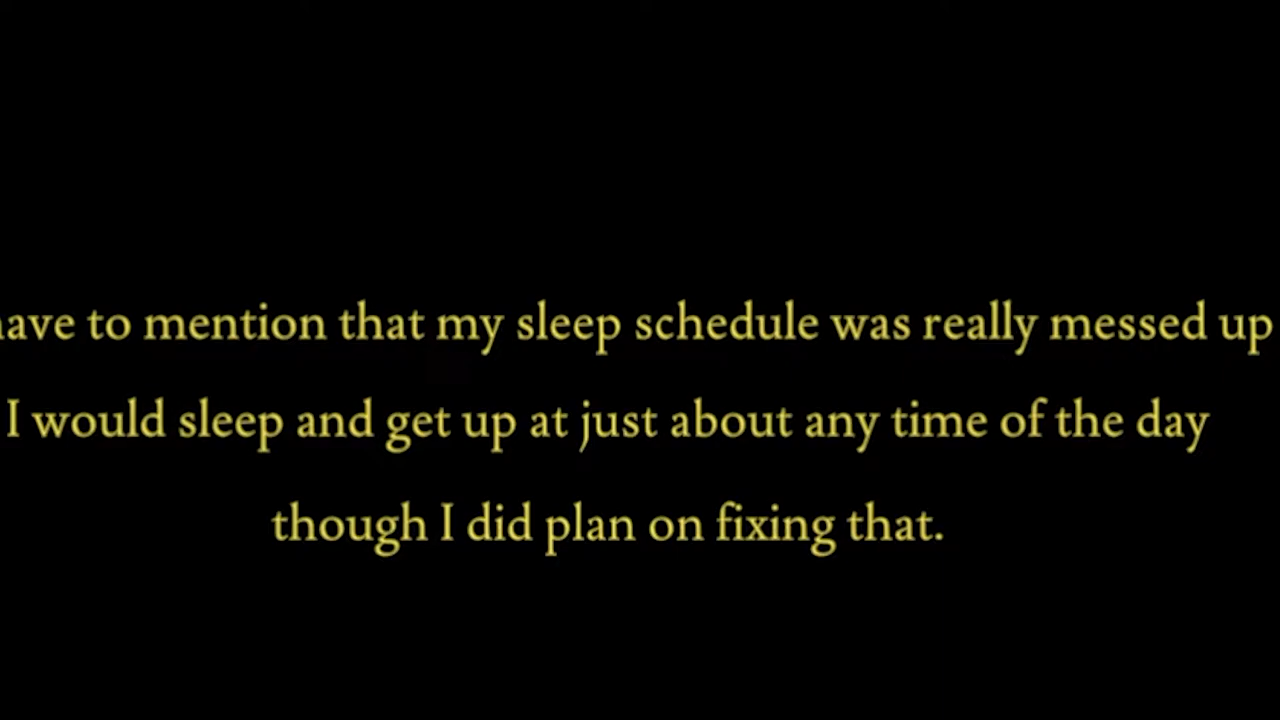 have to mention that my sleep schedule was really messed up
I would sleep and get up at just about any time of the day
though I did plan on fixing that.